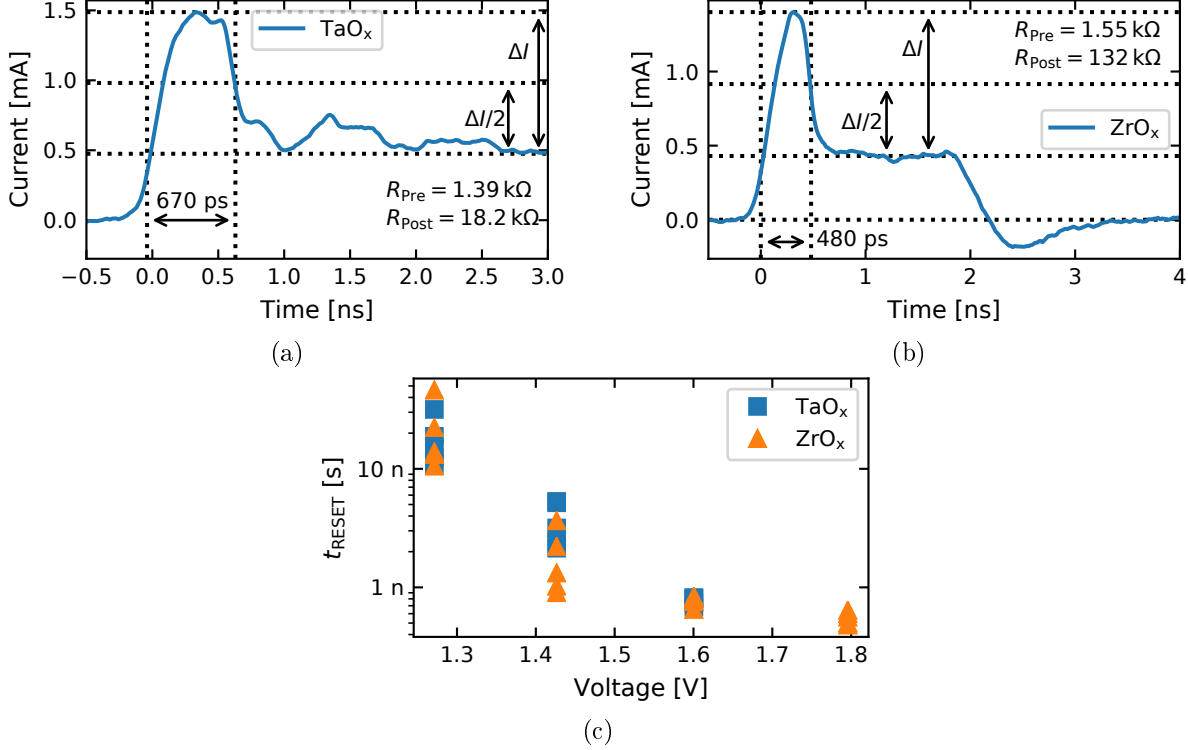 1.5
1.0
0.5
0.0
Current [mA]
TaOx
ΔI
ΔI/2
670 ps
RPre = 1.39 kΩ
RPost = 18.2 kΩ
−0.5 0.0 0.5 1.0 1.5 2.0 2.5 3.0
Time [ns]
(a)
1.0
0.5
0.0
Current [mA]
RPre = 1.55 kΩ
RPost = 132 kΩ
ΔI
ΔI/2
ZrOx
480 ps
0 1 2 3 4
Time [ns]
(b)
10 n
1 n
tRESET [s]
TaOx
ZrOx
1.3 1.4 1.5 1.6 1.7 1.8
Voltage [V]
(c)